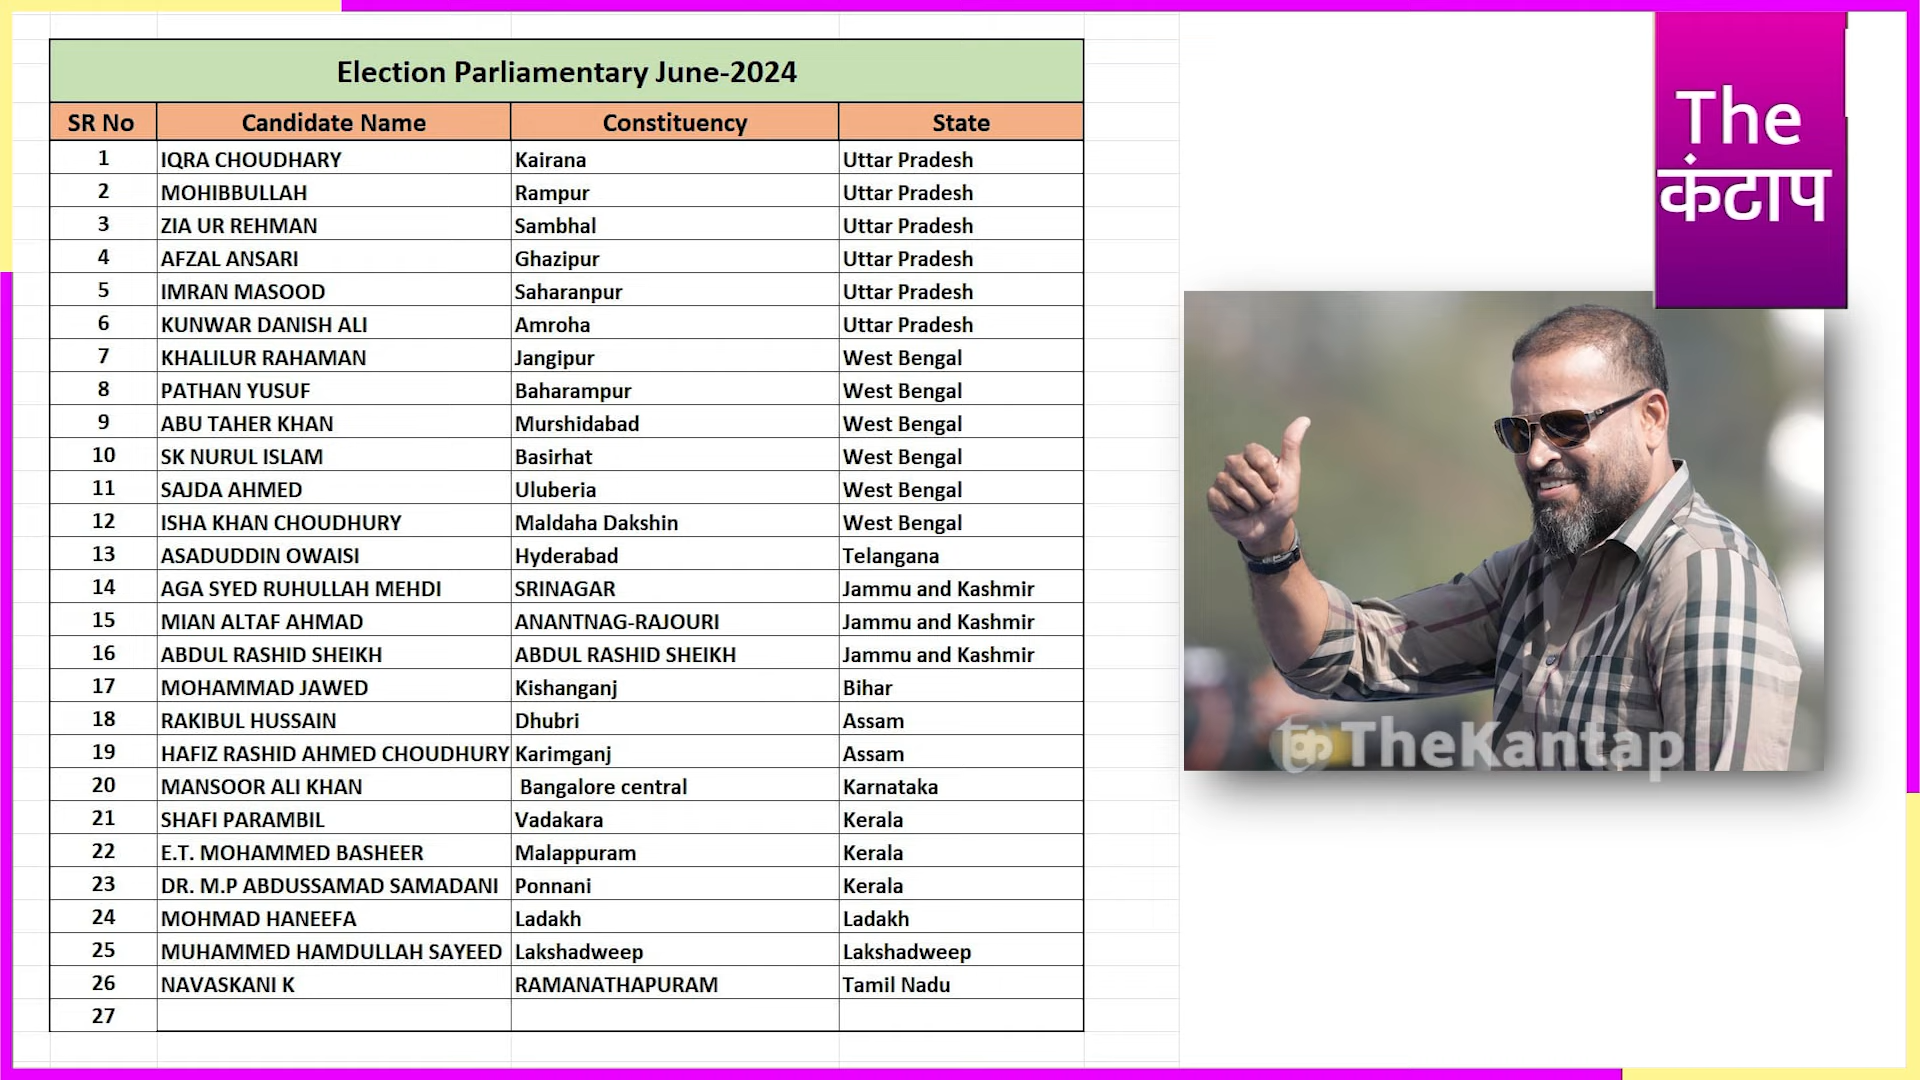 Election Parliamentary June-2024
SR No Candidate Name Constituency State
1 IQRA CHOUDHARY Kairana Uttar Pradesh
2 MOHIBBULLAH Rampur Uttar Pradesh
3 ZIA UR REHMAN Sambhal Uttar Pradesh
4 AFZAL ANSARI Ghazipur Uttar Pradesh
5 IMRAN MASOOD Saharanpur Uttar Pradesh
6 KUNWAR DANISH ALI Amroha Uttar Pradesh
7 KHALILUR RAHAMAN Jangipur West Bengal
8 PATHAN YUSUF Baharampur West Bengal
9 ABU TAHER KHAN Murshidabad West Bengal
10 SK NURUL ISLAM Basirhat West Bengal
11 SAJDA AHMED Uluberia West Bengal
12 ISHA KHAN CHOUDHURY Maldaha Dakshin West Bengal
13 ASADUDDIN OWAISI Hyderabad Telangana
14 AGA SYED RUHULLAH MEHDI SRINAGAR Jammu and Kashmir
15 MIAN ALTAF AHMAD ANANTNAG-RAJOURI Jammu and Kashmir
16 ABDUL RASHID SHEIKH ABDUL RASHID SHEIKH Jammu and Kashmir
17 MOHAMMAD JAWED Kishanganj Bihar
18 RAKIBUL HUSSAIN Dhubri Assam
19 HAFIZ RASHID AHMED CHOUDHURY Karimganj Assam
20 MANSOOR ALI KHAN Bangalore central Karnataka
21 SHAFI PARAMBIL Vadakara Kerala
22 E.T. MOHAMMED BASHEER Malappuram Kerala
23 DR. M.P ABDUSSAMAD SAMADANI Ponnani Kerala
24 MOHMAD HANEEFA Ladakh Ladakh
25 MUHAMMED HAMDULLAH SAYEED Lakshadweep Lakshadweep
26 NAVASKANI K RAMANATHAPURAM Tamil Nadu
27
The
कंटाप
TheKantap